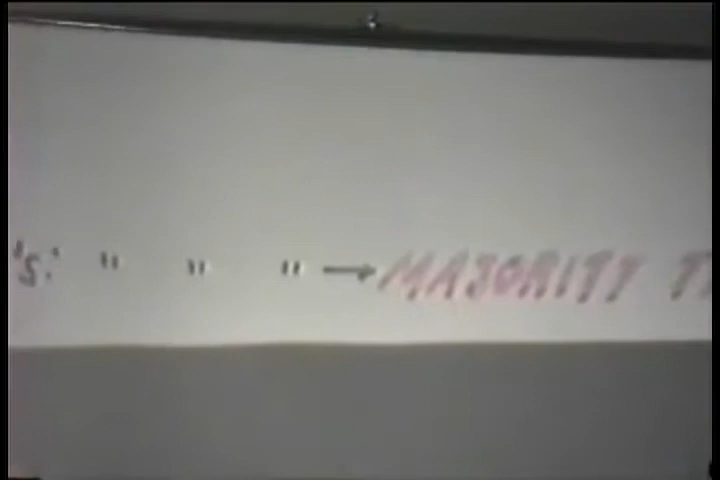 's.' " " " → MAJORITY T